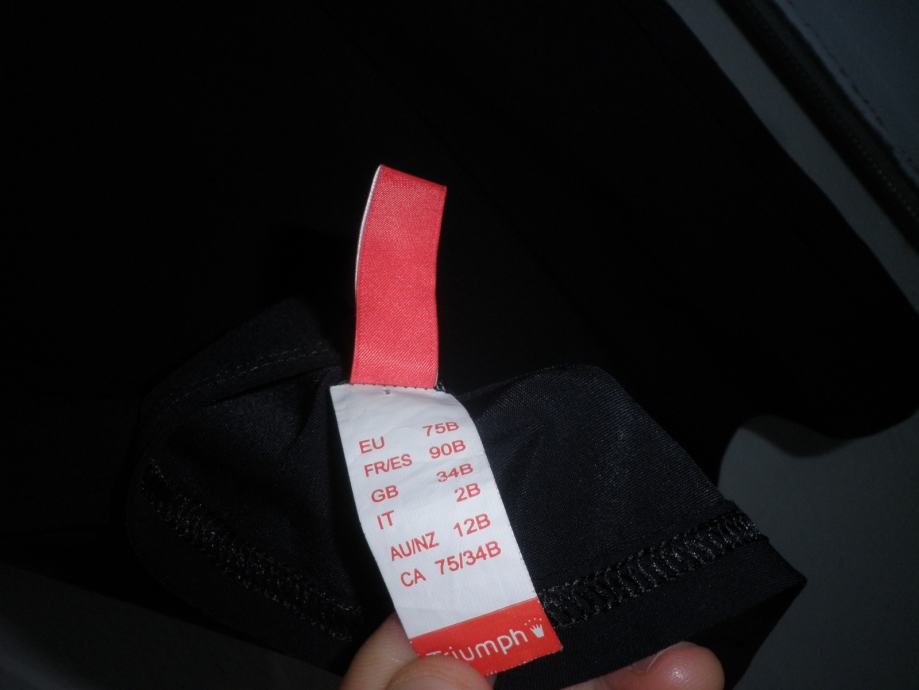 EU 75B
FR/ES 90B
GB 34B
IT 2B
AU/NZ 12B
CA 75/34B
Triumph